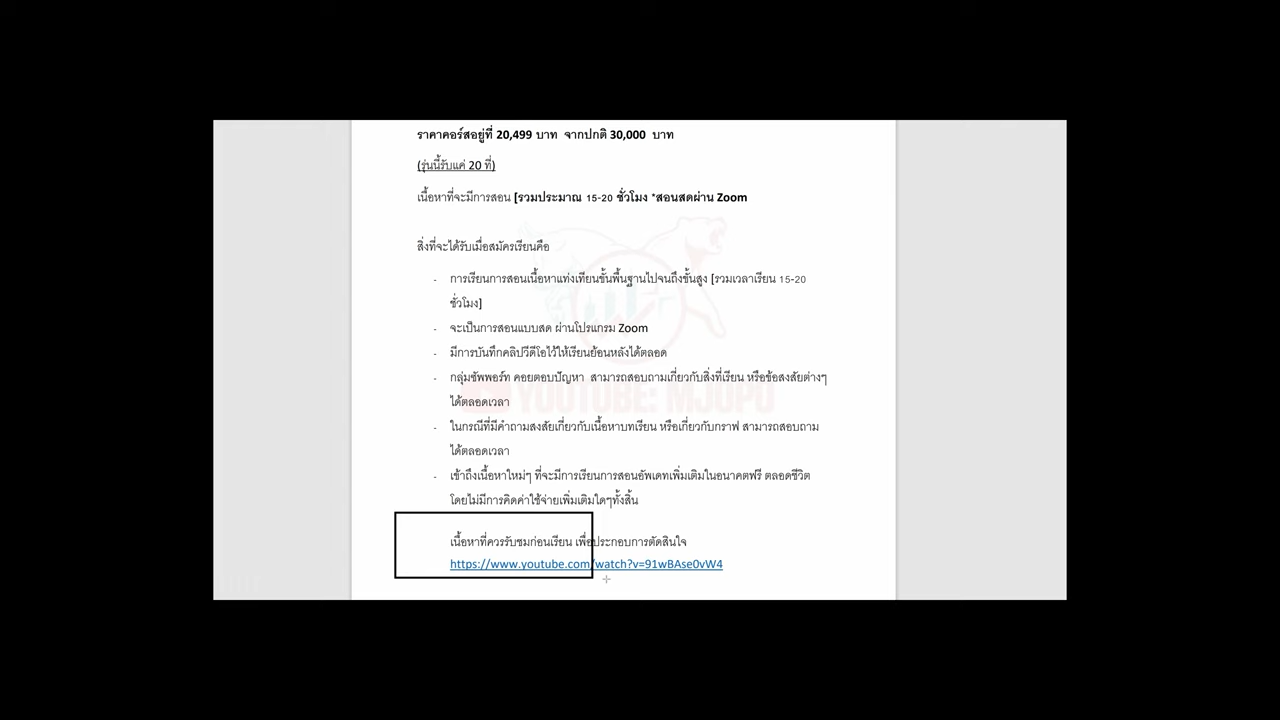 ราคาคอร์สอยู่ที่ 20,499 บาท จากปกติ 30,000 บาท
(รุ่นนี้รับแค่ 20 ที่)
เนื้อหาที่จะมีการสอน [รวมประมาณ 15-20 ชั่วโมง *สอนสดผ่าน Zoom
สิ่งที่จะได้รับเมื่อสมัครเรียนคือ
- การเรียนการสอนเนื้อหาแท่งเทียนขั้นพื้นฐานไปจนถึงขั้นสูง [รวมเวลาเรียน 15-20
ชั่วโมง]
- จะเป็นการสอนแบบสด ผ่านโปรแกรม Zoom
- มีการบันทึกคลิปวีดีโอไว้ให้เรียนย้อนหลังได้ตลอด
- กลุ่มซัพพอร์ท คอยตอบปัญหา สามารถสอบถามเกี่ยวกับสิ่งที่เรียน หรือข้อสงสัยต่างๆ
ได้ตลอดเวลา
YOUTUBE: MJUPU
- ในกรณีที่มีคำถามสงสัยเกี่ยวกับเนื้อหาบทเรียน หรือเกี่ยวกับกราฟ สามารถสอบถาม
ได้ตลอดเวลา
- เข้าถึงเนื้อหาใหม่ๆ ที่จะมีการเรียนการสอนอัพเดทเพิ่มเติมในอนาคตฟรี ตลอดชีวิต
โดยไม่มีการคิดค่าใช้จ่ายเพิ่มเติมใดๆทั้งสิ้น
เนื้อหาที่ควรรับชมก่อนเรียน เพื่อประกอบการตัดสินใจ
https://www.youtube.com/watch?v=91wBAse0vW4